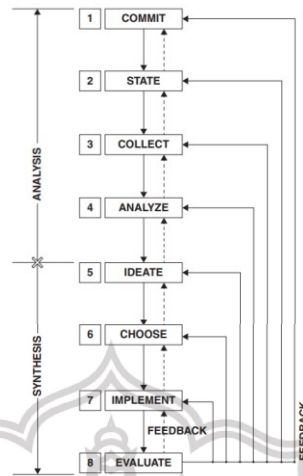 1 COMMIT
2 STATE
3 COLLECT
4 ANALYZE
5 IDEATE
6 CHOOSE
7 IMPLEMENT
FEEDBACK
8 EVALUATE
ANALYSIS
SYNTHESIS
FEEDBACK